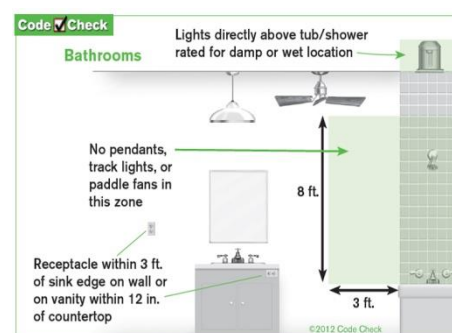 Code Check
Bathrooms
Lights directly above tub/shower
rated for damp or wet location
No pendants,
track lights, or
paddle fans in
this zone
8 ft.
Receptacle within 3 ft.
of sink edge on wall or
on vanity within 12 in.
of countertop
3 ft.
©2012 Code Check